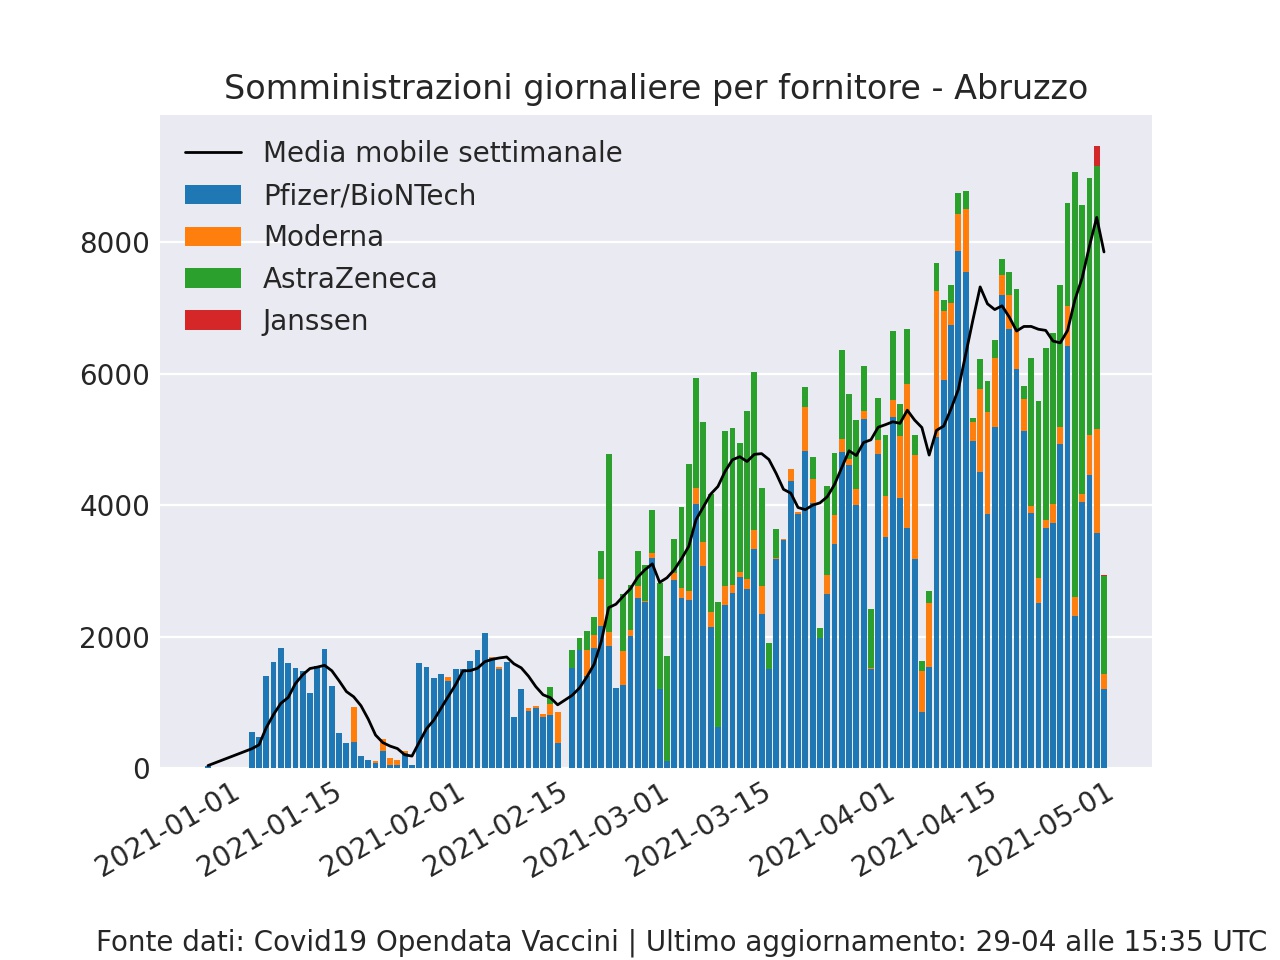 Somministrazioni giornaliere per fornitore - Abruzzo
Media mobile settimanale
Pfizer/BioNTech
Moderna
AstraZeneca
Janssen
8000
6000
4000
2000
0
2021-01-01
2021-01-15
2021-02-01
2021-02-15
2021-03-01
2021-03-15
2021-04-01
2021-04-15
2021-05-01
Fonte dati: Covid19 Opendata Vaccini | Ultimo aggiornamento: 29-04 alle 15:35 UTC